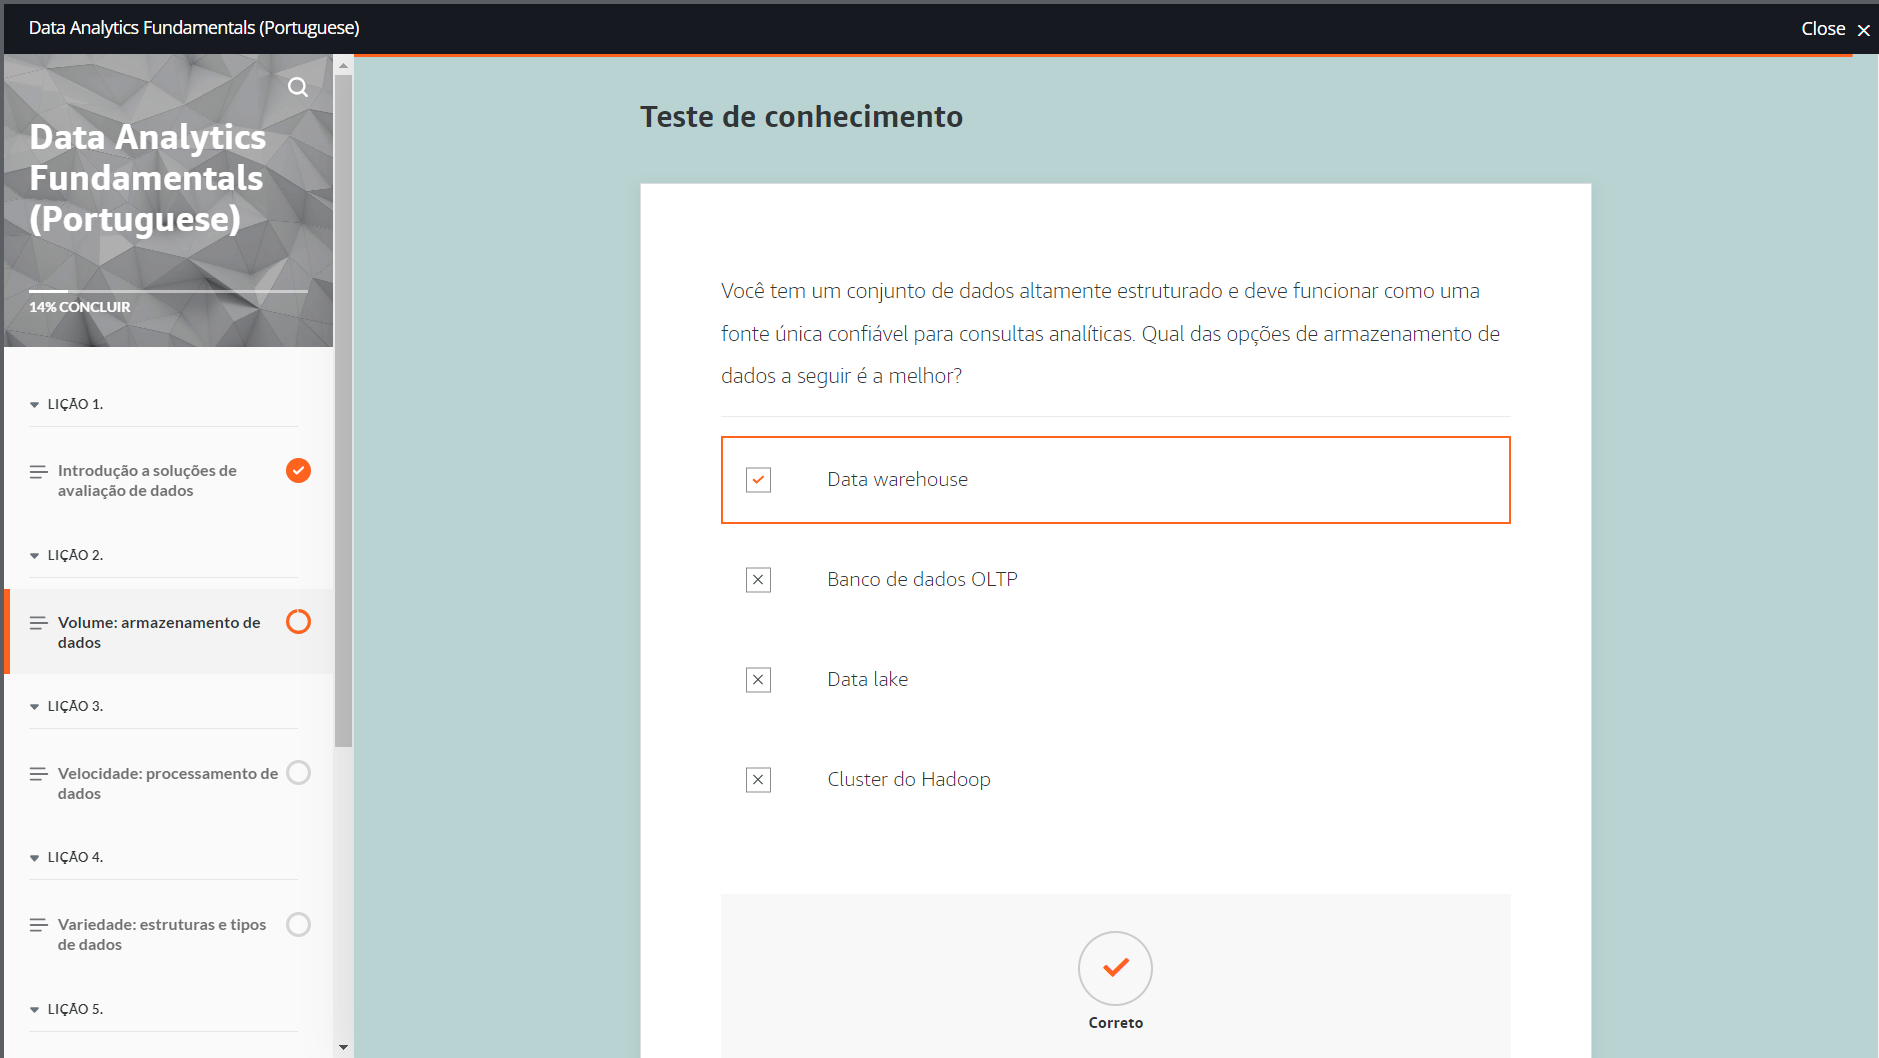 Data Analytics Fundamentals (Portuguese)
Close
Data Analytics
Fundamentals
(Portuguese)
14% CONCLUIR
LIÇÃO 1.
Introdução a soluções de
avaliação de dados
LIÇÃO 2.
Volume: armazenamento de
dados
LIÇÃO 3.
Velocidade: processamento de
dados
LIÇÃO 4.
Variedade: estruturas e tipos
de dados
LIÇÃO 5.
Teste de conhecimento
Você tem um conjunto de dados altamente estruturado e deve funcionar como uma
fonte única confiável para consultas analíticas. Qual das opções de armazenamento de
dados a seguir é a melhor?
Data warehouse
Banco de dados OLTP
Data lake
Cluster do Hadoop
Correto